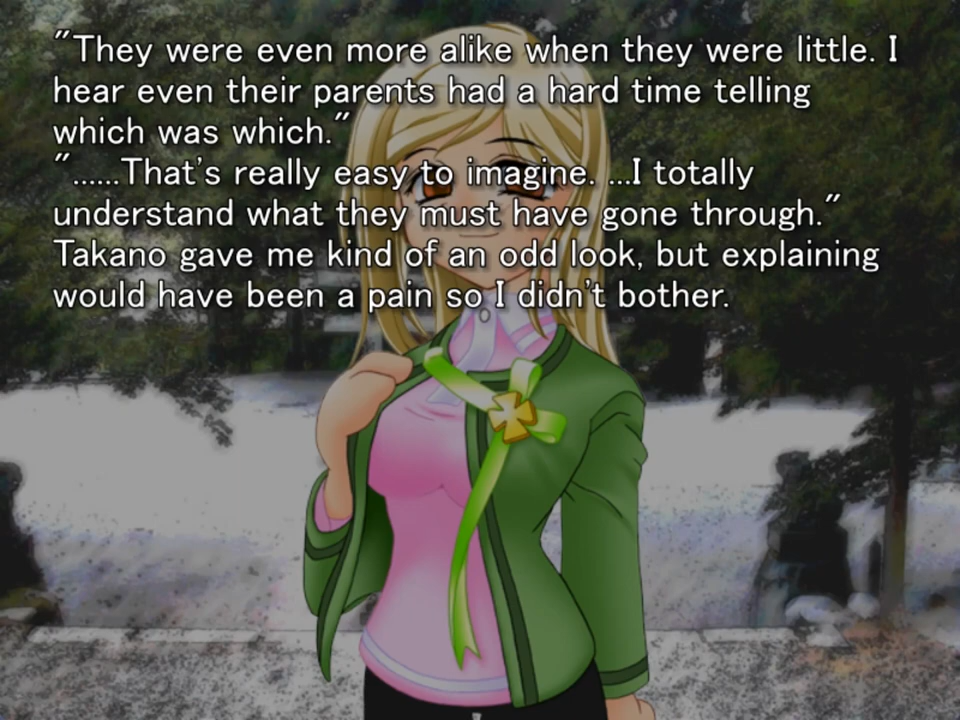 "They were even more alike when they were little. I
hear even their parents had a hard time telling
which was which."
"......That's really easy to imagine. ...I totally
understand what they must have gone through."
Takano gave me kind of an odd look, but explaining
would have been a pain so I didn't bother.